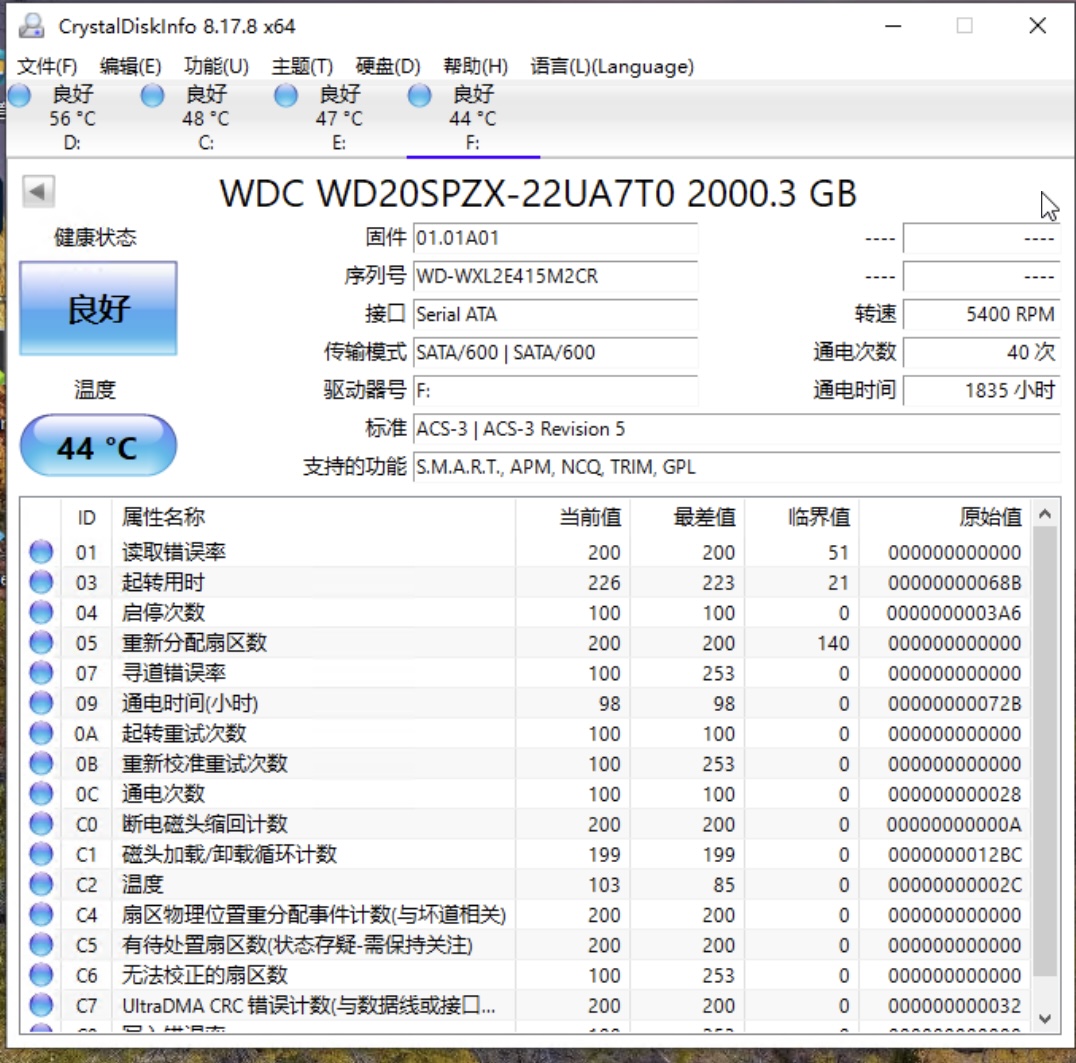 CrystalDiskInfo 8.17.8 x64
文件(F) 编辑(E) 功能(U) 主题(T) 硬盘(D) 帮助(H) 语言(L)(Language)
良好 良好 良好 良好
56 °C 48 °C 47 °C 44 °C
D: C: E: F:
WDC WD20SPZX-22UA7T0 2000.3 GB
健康状态
良好
温度
44 °C
固件 01.01A01 ---- ----
序列号 WD-WXL2E415M2CR ---- ----
接口 Serial ATA 转速 5400 RPM
传输模式 SATA/600 | SATA/600 通电次数 40 次
驱动器号 F: 通电时间 1835 小时
标准 ACS-3 | ACS-3 Revision 5
支持的功能 S.M.A.R.T., APM, NCQ, TRIM, GPL
ID 属性名称 当前值 最差值 临界值 原始值
01 读取错误率 200 200 51 000000000000
03 起转用时 226 223 21 00000000068B
04 启停次数 100 100 0 0000000003A6
05 重新分配扇区数 200 200 140 000000000000
07 寻道错误率 100 253 0 000000000000
09 通电时间(小时) 98 98 0 00000000072B
0A 起转重试次数 100 100 0 000000000000
0B 重新校准重试次数 100 253 0 000000000000
0C 通电次数 100 100 0 000000000028
C0 断电磁头缩回计数 200 200 0 00000000000A
C1 磁头加载/卸载循环计数 199 199 0 0000000012BC
C2 温度 103 85 0 00000000002C
C4 扇区物理位置重分配事件计数(与坏道相关) 200 200 0 000000000000
C5 有待处置扇区数(状态存疑-需保持关注) 200 200 0 000000000000
C6 无法校正的扇区数 100 253 0 000000000000
C7 UltraDMA CRC 错误计数(与数据线或接口... 200 200 0 000000000032